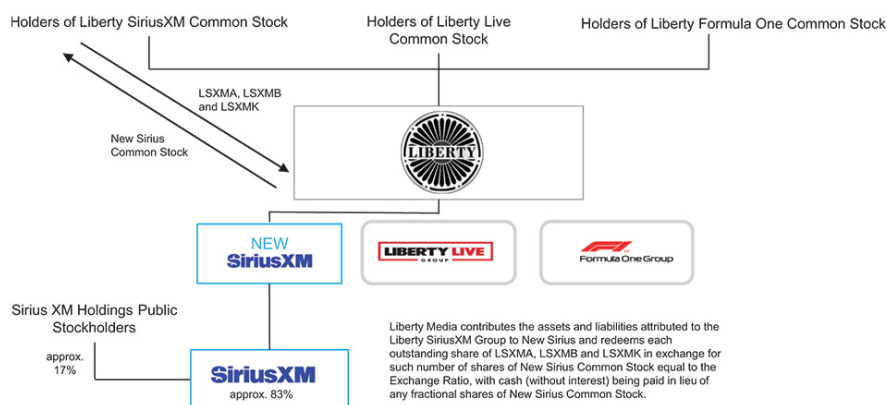 Holders of Liberty SiriusXM Common Stock
Holders of Liberty Live
Common Stock
Holders of Liberty Formula One Common Stock
LSXMA, LSXMB
and LSXMK
New Sirius
Common Stock
LIBERTY
NEW
SiriusXM
LIBERTY LIVE
GROUP
F1
Formula One Group
Sirius XM Holdings Public
Stockholders
approx.
17%
SiriusXM
approx. 83%
Liberty Media contributes the assets and liabilities attributed to the
Liberty SiriusXM Group to New Sirius and redeems each
outstanding share of LSXMA, LSXMB and LSXMK in exchange for
such number of shares of New Sirius Common Stock equal to the
Exchange Ratio, with cash (without interest) being paid in lieu of
any fractional shares of New Sirius Common Stock.